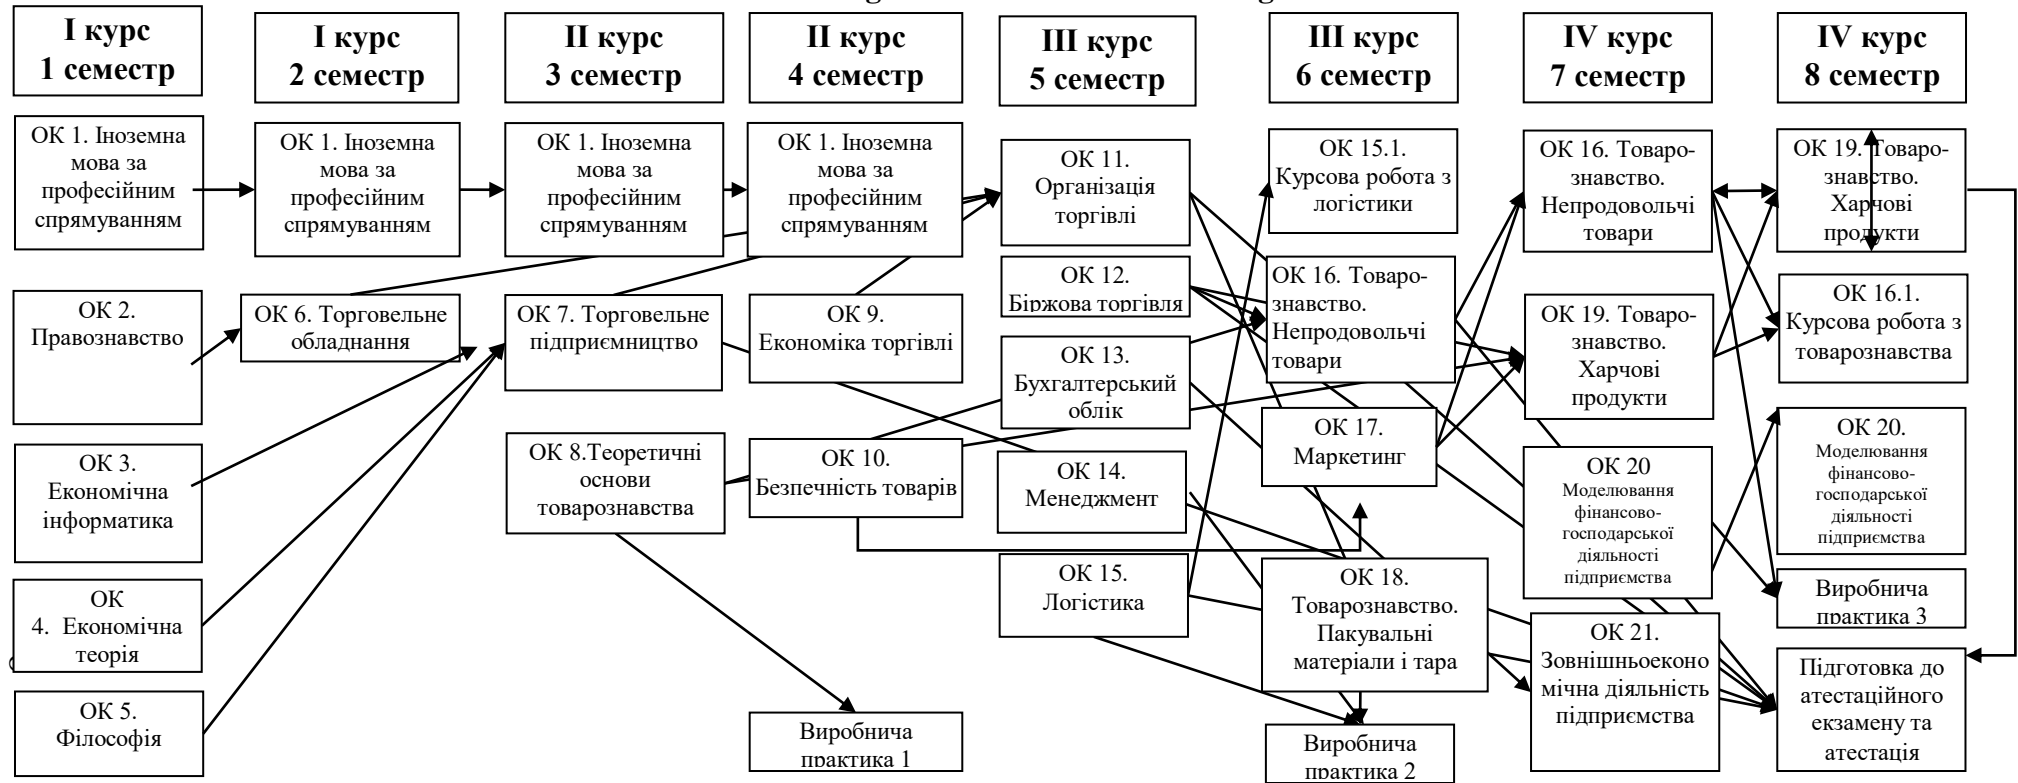 І курс
1 семестр
І курс
2 семестр
ІІ курс
3 семестр
ІІ курс
4 семестр
ІІІ курс
5 семестр
ІІІ курс
6 семестр
ІV курс
7 семестр
ІV курс
8 семестр
ОК 1. Іноземна
мова за
професійним
спрямуванням
ОК 2.
Правознавство
ОК 3.
Економічна
інформатика
ОК
4. Економічна
теорія
ОК 5.
Філософія
ОК 1. Іноземна
мова за
професійним
спрямуванням
ОК 6. Торговельне
обладнання
ОК 1. Іноземна
мова за
професійним
спрямуванням
ОК 7. Торговельне
підприємництво
ОК 8.Теоретичні
основи
товарознавства
ОК 1. Іноземна
мова за
професійним
спрямуванням
ОК 9.
Економіка торгівлі
ОК 10.
Безпечність товарів
Виробнича
практика 1
ОК 11.
Організація
торгівлі
ОК 12.
Біржова торгівля
ОК 13.
Бухгалтерський
облік
ОК 14.
Менеджмент
ОК 15.
Логістика
ОК 15.1.
Курсова робота з
логістики
ОК 16. Товаро-
знавство.
Непродовольчі
товари
ОК 17.
Маркетинг
ОК 18.
Товарознавство.
Пакувальні
матеріали і тара
Виробнича
практика 2
ОК 16. Товаро-
знавство.
Непродовольчі
товари
ОК 19. Товаро-
знавство.
Харчові
продукти
ОК 20
Моделювання
фінансово-
господарської
діяльності
підприємства
ОК 21.
Зовнішньоеконо
мічна діяльність
підприємства
ОК 19. Товаро-
знавство.
Харчові
продукти
ОК 16.1.
Курсова робота з
товарознавства
ОК 20.
Моделювання
фінансово-
господарської
діяльності
підприємства
Виробнича
практика 3
Підготовка до
атестаційного
екзамену та
атестація